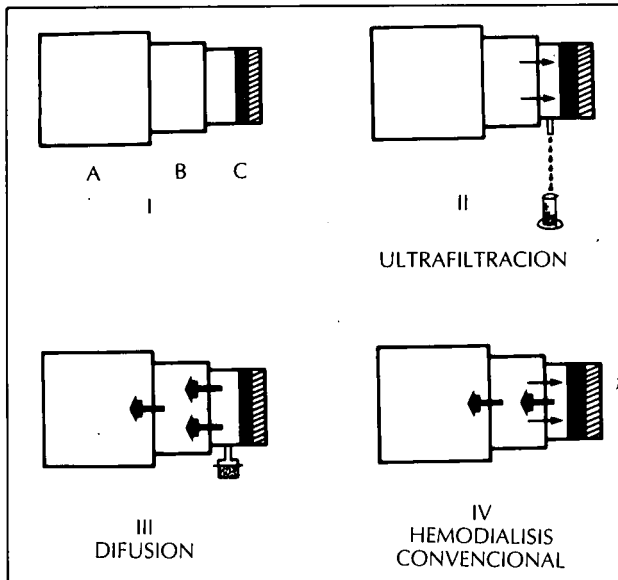 A B C
I
II
ULTRAFILTRACION
III
DIFUSION
IV
HEMODIALISIS
CONVENCIONAL